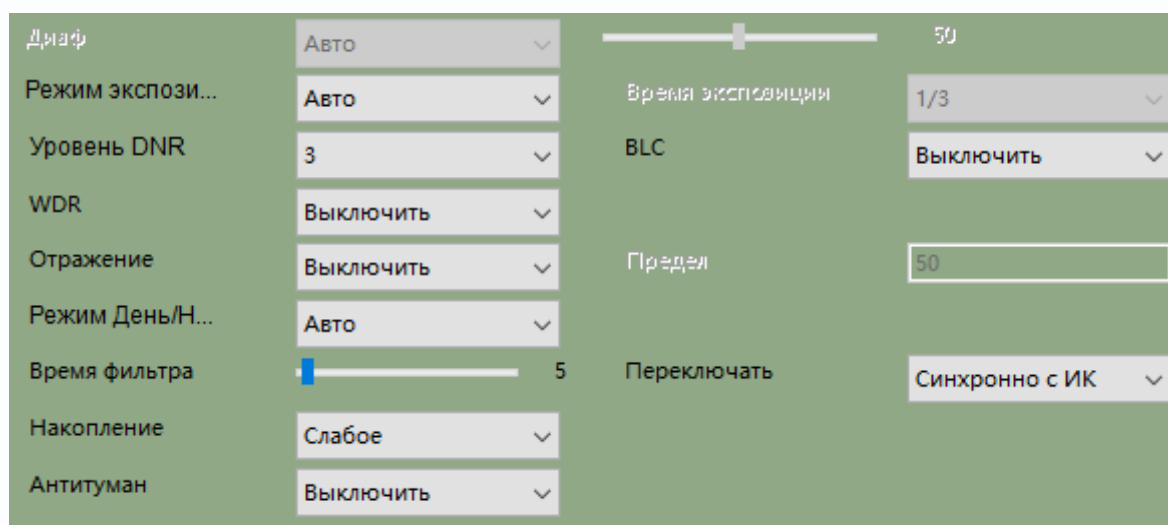 Диаф Авто 50
Режим экспози... Авто Время экспозиции 1/3
Уровень DNR 3 BLC Выключить
WDR Выключить
Отражение Выключить Предел 50
Режим День/Н... Авто
Время фильтра 5 Переключать Синхронно с ИК
Накопление Слабое
Антитуман Выключить